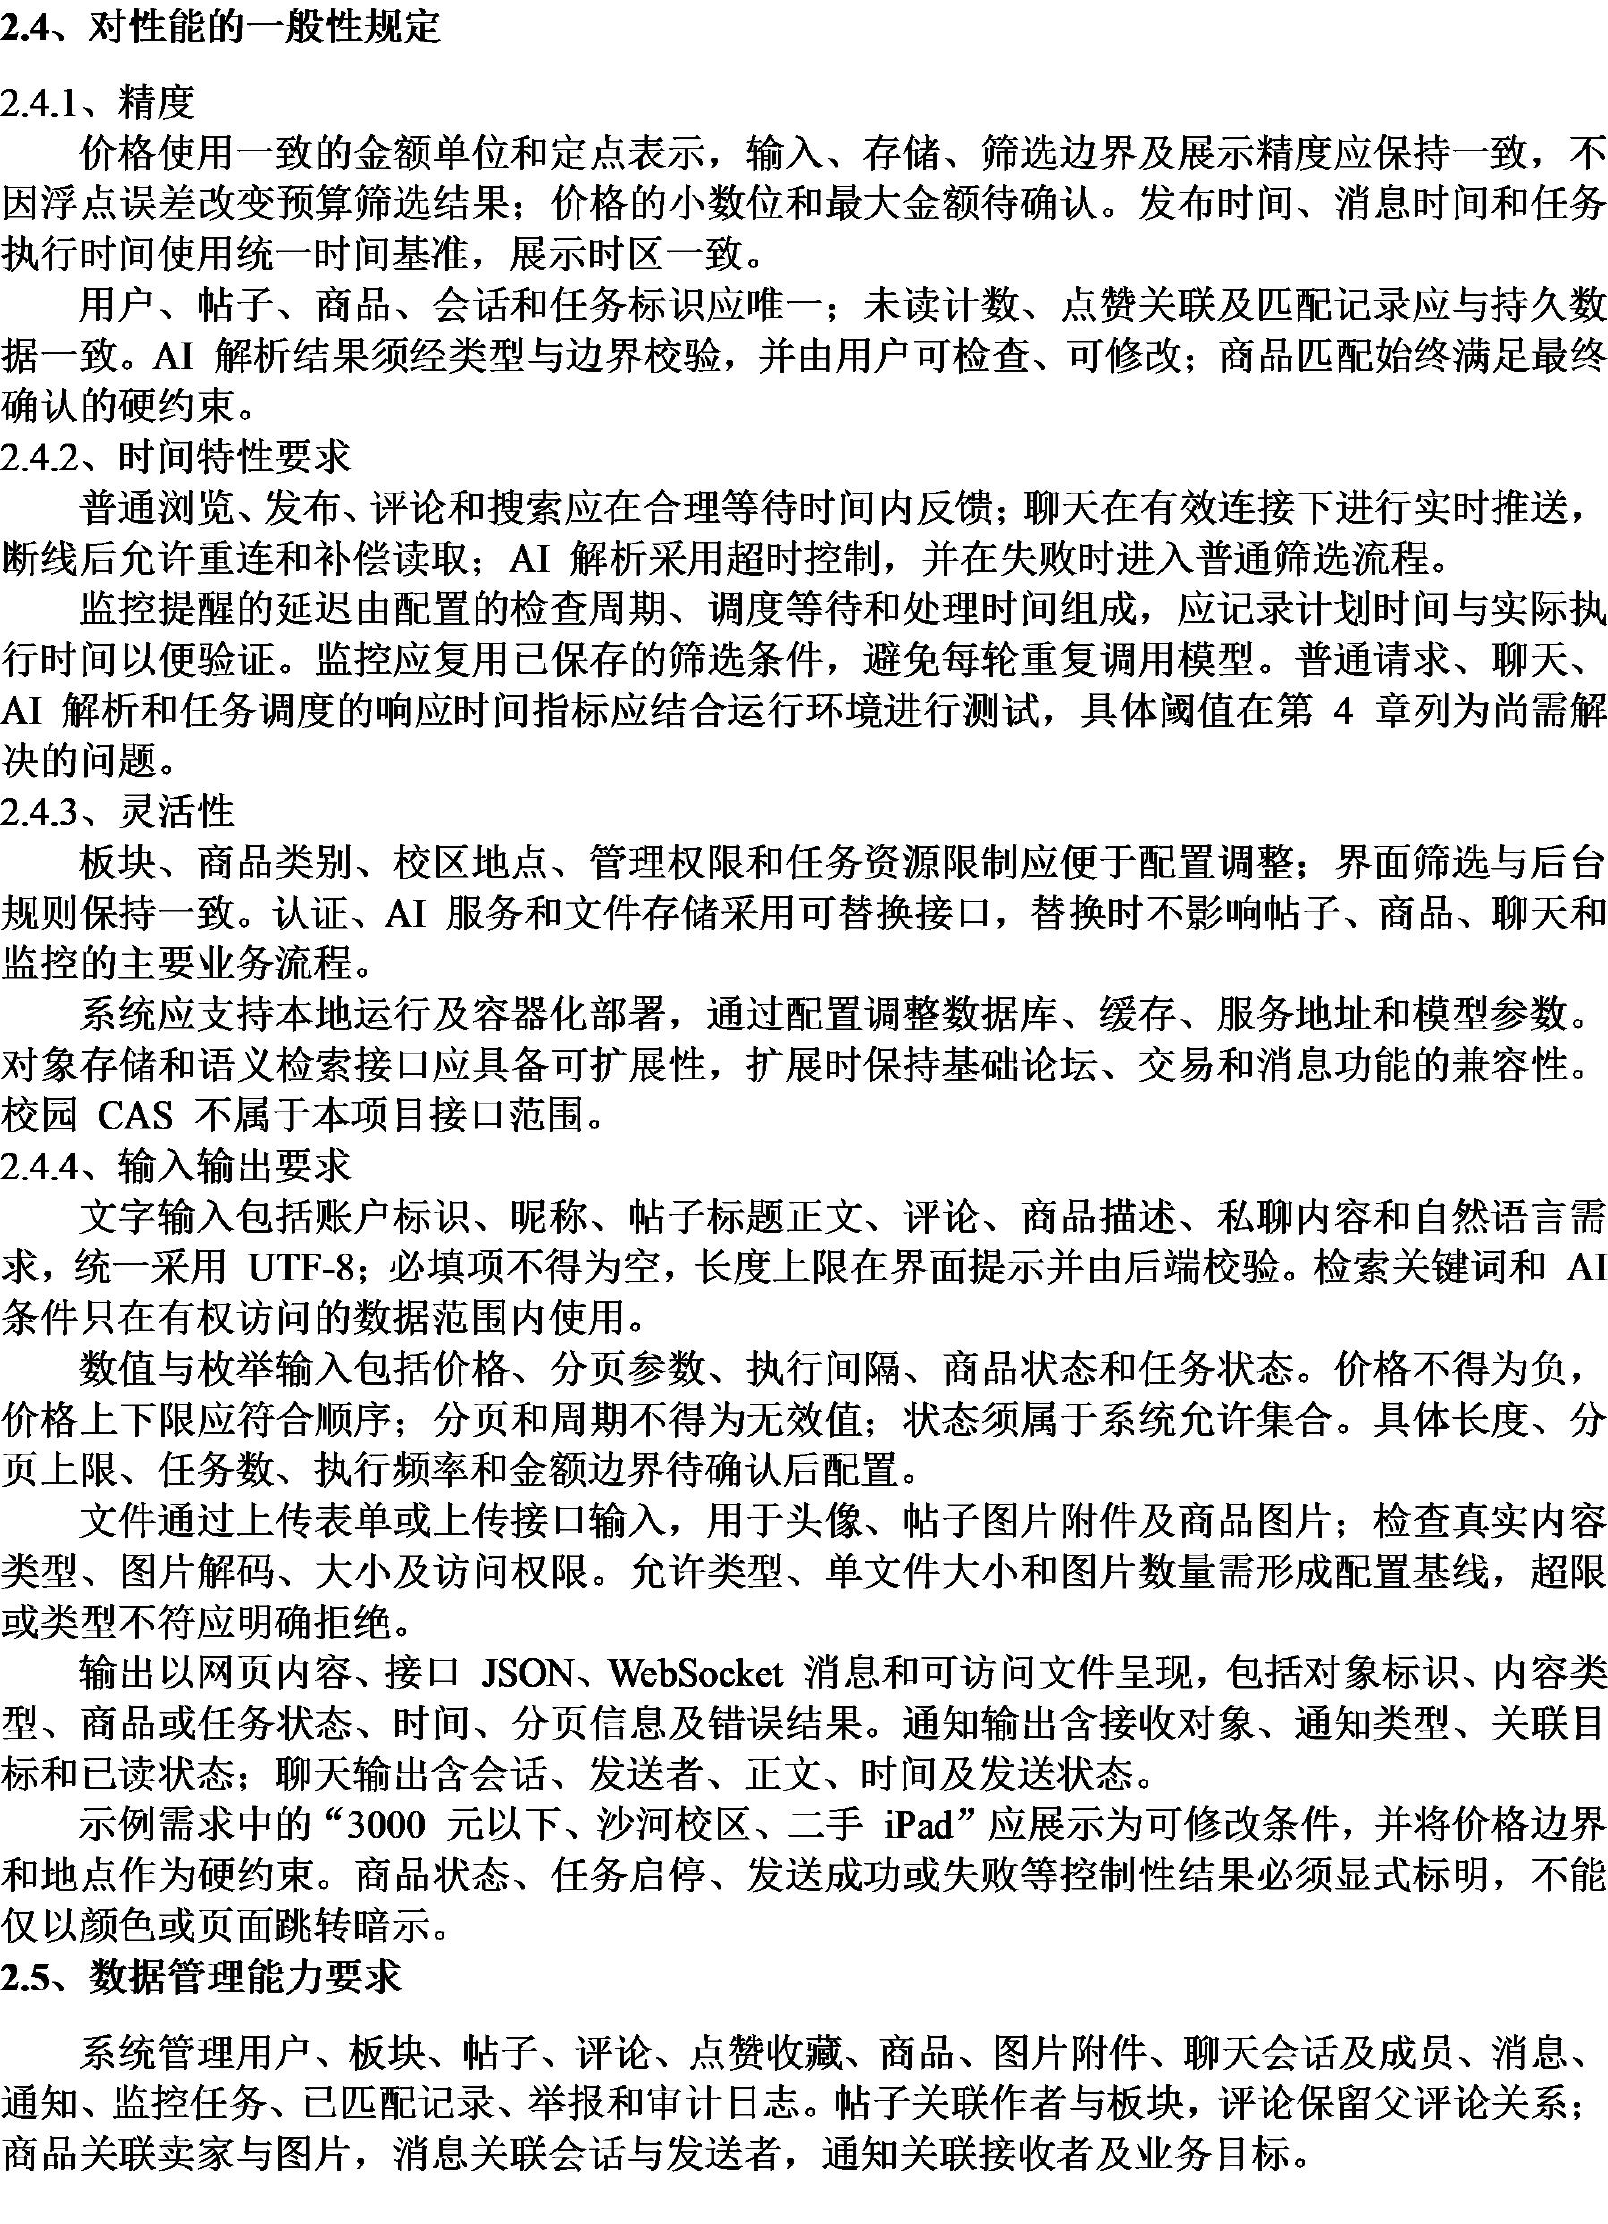 2.4、对性能的一般性规定
2.4.1、精度
价格使用一致的金额单位和定点表示，输入、存储、筛选边界及展示精度应保持一致，不
因浮点误差改变预算筛选结果；价格的小数位和最大金额待确认。发布时间、消息时间和任务
执行时间使用统一时间基准，展示时区一致。
用户、帖子、商品、会话和任务标识应唯一；未读计数、点赞关联及匹配记录应与持久数
据一致。AI 解析结果须经类型与边界校验，并由用户可检查、可修改；商品匹配始终满足最终
确认的硬约束。
2.4.2、时间特性要求
普通浏览、发布、评论和搜索应在合理等待时间内反馈；聊天在有效连接下进行实时推送，
断线后允许重连和补偿读取；AI 解析采用超时控制，并在失败时进入普通筛选流程。
监控提醒的延迟由配置的检查周期、调度等待和处理时间组成，应记录计划时间与实际执
行时间以便验证。监控应复用已保存的筛选条件，避免每轮重复调用模型。普通请求、聊天、
AI 解析和任务调度的响应时间指标应结合运行环境进行测试，具体阈值在第 4 章列为尚需解
决的问题。
2.4.3、灵活性
板块、商品类别、校区地点、管理权限和任务资源限制应便于配置调整；界面筛选与后台
规则保持一致。认证、AI 服务和文件存储采用可替换接口，替换时不影响帖子、商品、聊天和
监控的主要业务流程。
系统应支持本地运行及容器化部署，通过配置调整数据库、缓存、服务地址和模型参数。
对象存储和语义检索接口应具备可扩展性，扩展时保持基础论坛、交易和消息功能的兼容性。
校园 CAS 不属于本项目接口范围。
2.4.4、输入输出要求
文字输入包括账户标识、昵称、帖子标题正文、评论、商品描述、私聊内容和自然语言需
求，统一采用 UTF-8；必填项不得为空，长度上限在界面提示并由后端校验。检索关键词和 AI
条件只在有权访问的数据范围内使用。
数值与枚举输入包括价格、分页参数、执行间隔、商品状态和任务状态。价格不得为负，
价格上下限应符合顺序；分页和周期不得为无效值；状态须属于系统允许集合。具体长度、分
页上限、任务数、执行频率和金额边界待确认后配置。
文件通过上传表单或上传接口输入，用于头像、帖子图片附件及商品图片；检查真实内容
类型、图片解码、大小及访问权限。允许类型、单文件大小和图片数量需形成配置基线，超限
或类型不符应明确拒绝。
输出以网页内容、接口 JSON、WebSocket 消息和可访问文件呈现，包括对象标识、内容类
型、商品或任务状态、时间、分页信息及错误结果。通知输出含接收对象、通知类型、关联目
标和已读状态；聊天输出含会话、发送者、正文、时间及发送状态。
示例需求中的“3000 元以下、沙河校区、二手 iPad”应展示为可修改条件，并将价格边界
和地点作为硬约束。商品状态、任务启停、发送成功或失败等控制性结果必须显式标明，不能
仅以颜色或页面跳转暗示。
2.5、数据管理能力要求
系统管理用户、板块、帖子、评论、点赞收藏、商品、图片附件、聊天会话及成员、消息、
通知、监控任务、已匹配记录、举报和审计日志。帖子关联作者与板块，评论保留父评论关系；
商品关联卖家与图片，消息关联会话与发送者，通知关联接收者及业务目标。